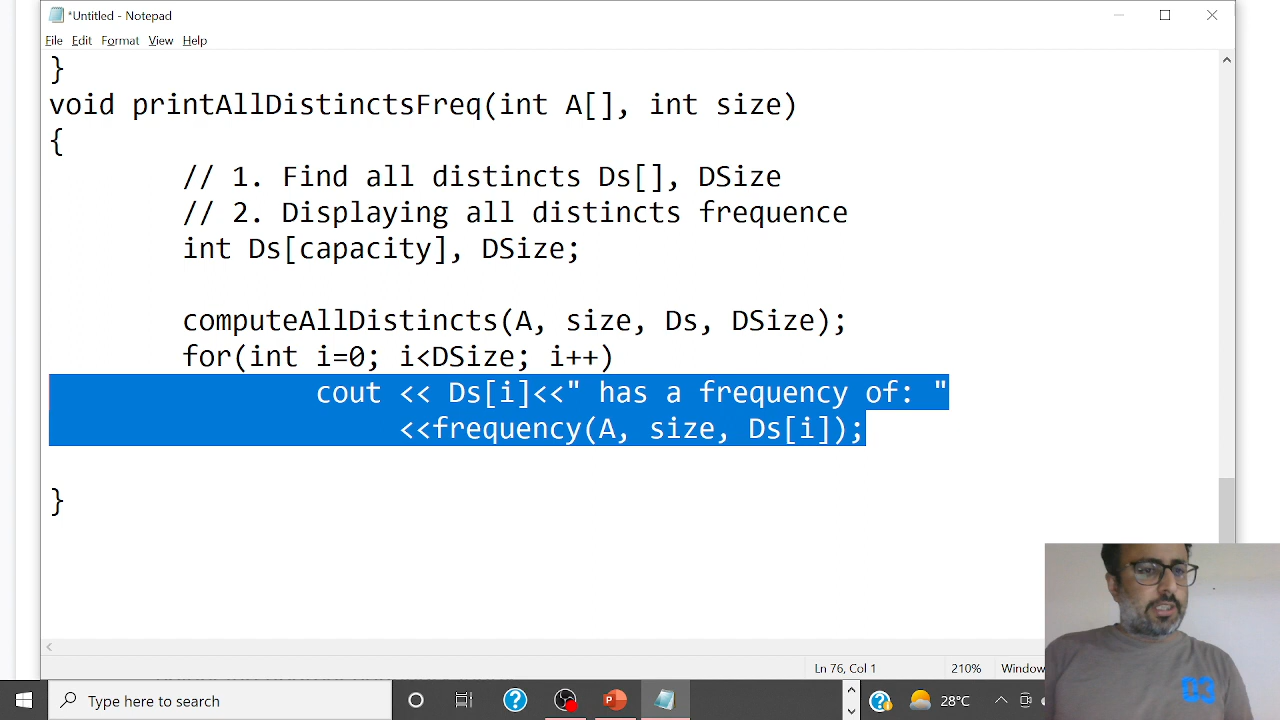 *Untitled - Notepad
File Edit Format View Help
}
void printAllDistinctsFreq(int A[], int size)
{
// 1. Find all distincts Ds[], DSize
// 2. Displaying all distincts frequence
int Ds[capacity], DSize;
computeAllDistincts(A, size, Ds, DSize);
for(int i=0; i<DSize; i++)
cout << Ds[i]<<" has a frequency of: "
<<frequency(A, size, Ds[i]);
}
Ln 76, Col 1 210% Window
Type here to search 28°C